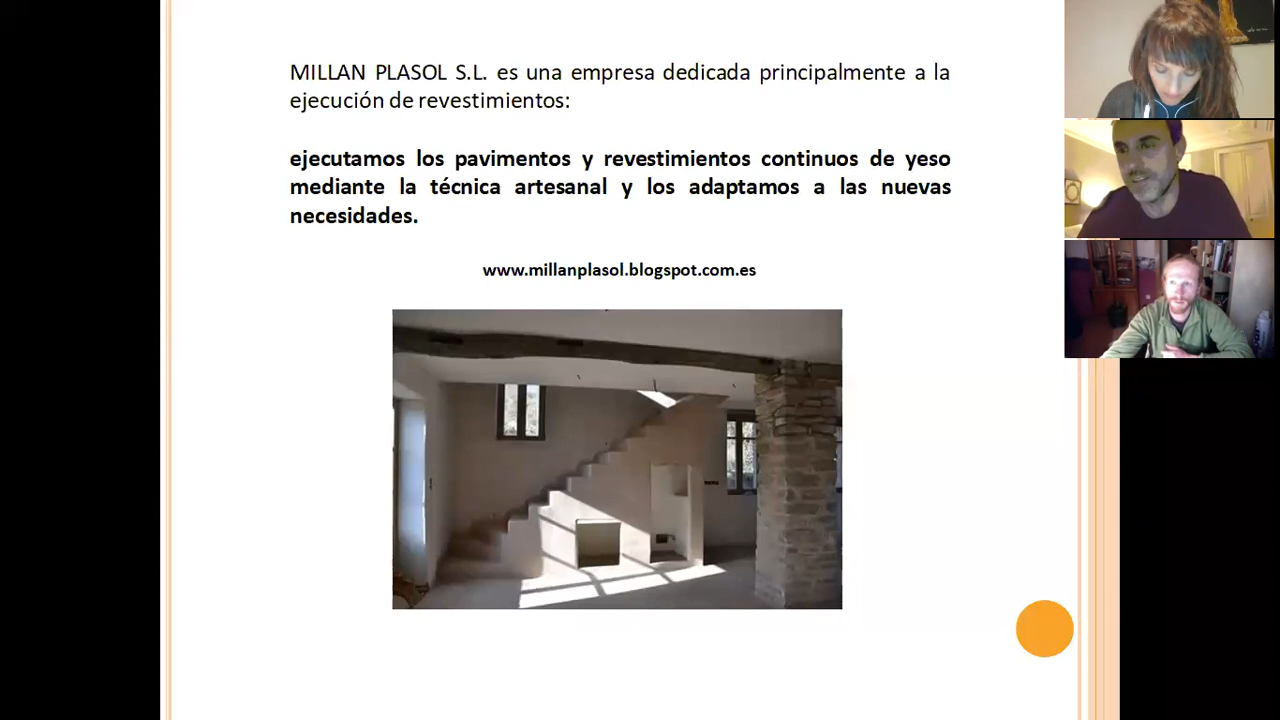 MILLAN PLASOL S.L. es una empresa dedicada principalmente a la
ejecución de revestimientos:
ejecutamos los pavimentos y revestimientos continuos de yeso
mediante la técnica artesanal y los adaptamos a las nuevas
necesidades.
www.millanplasol.blogspot.com.es